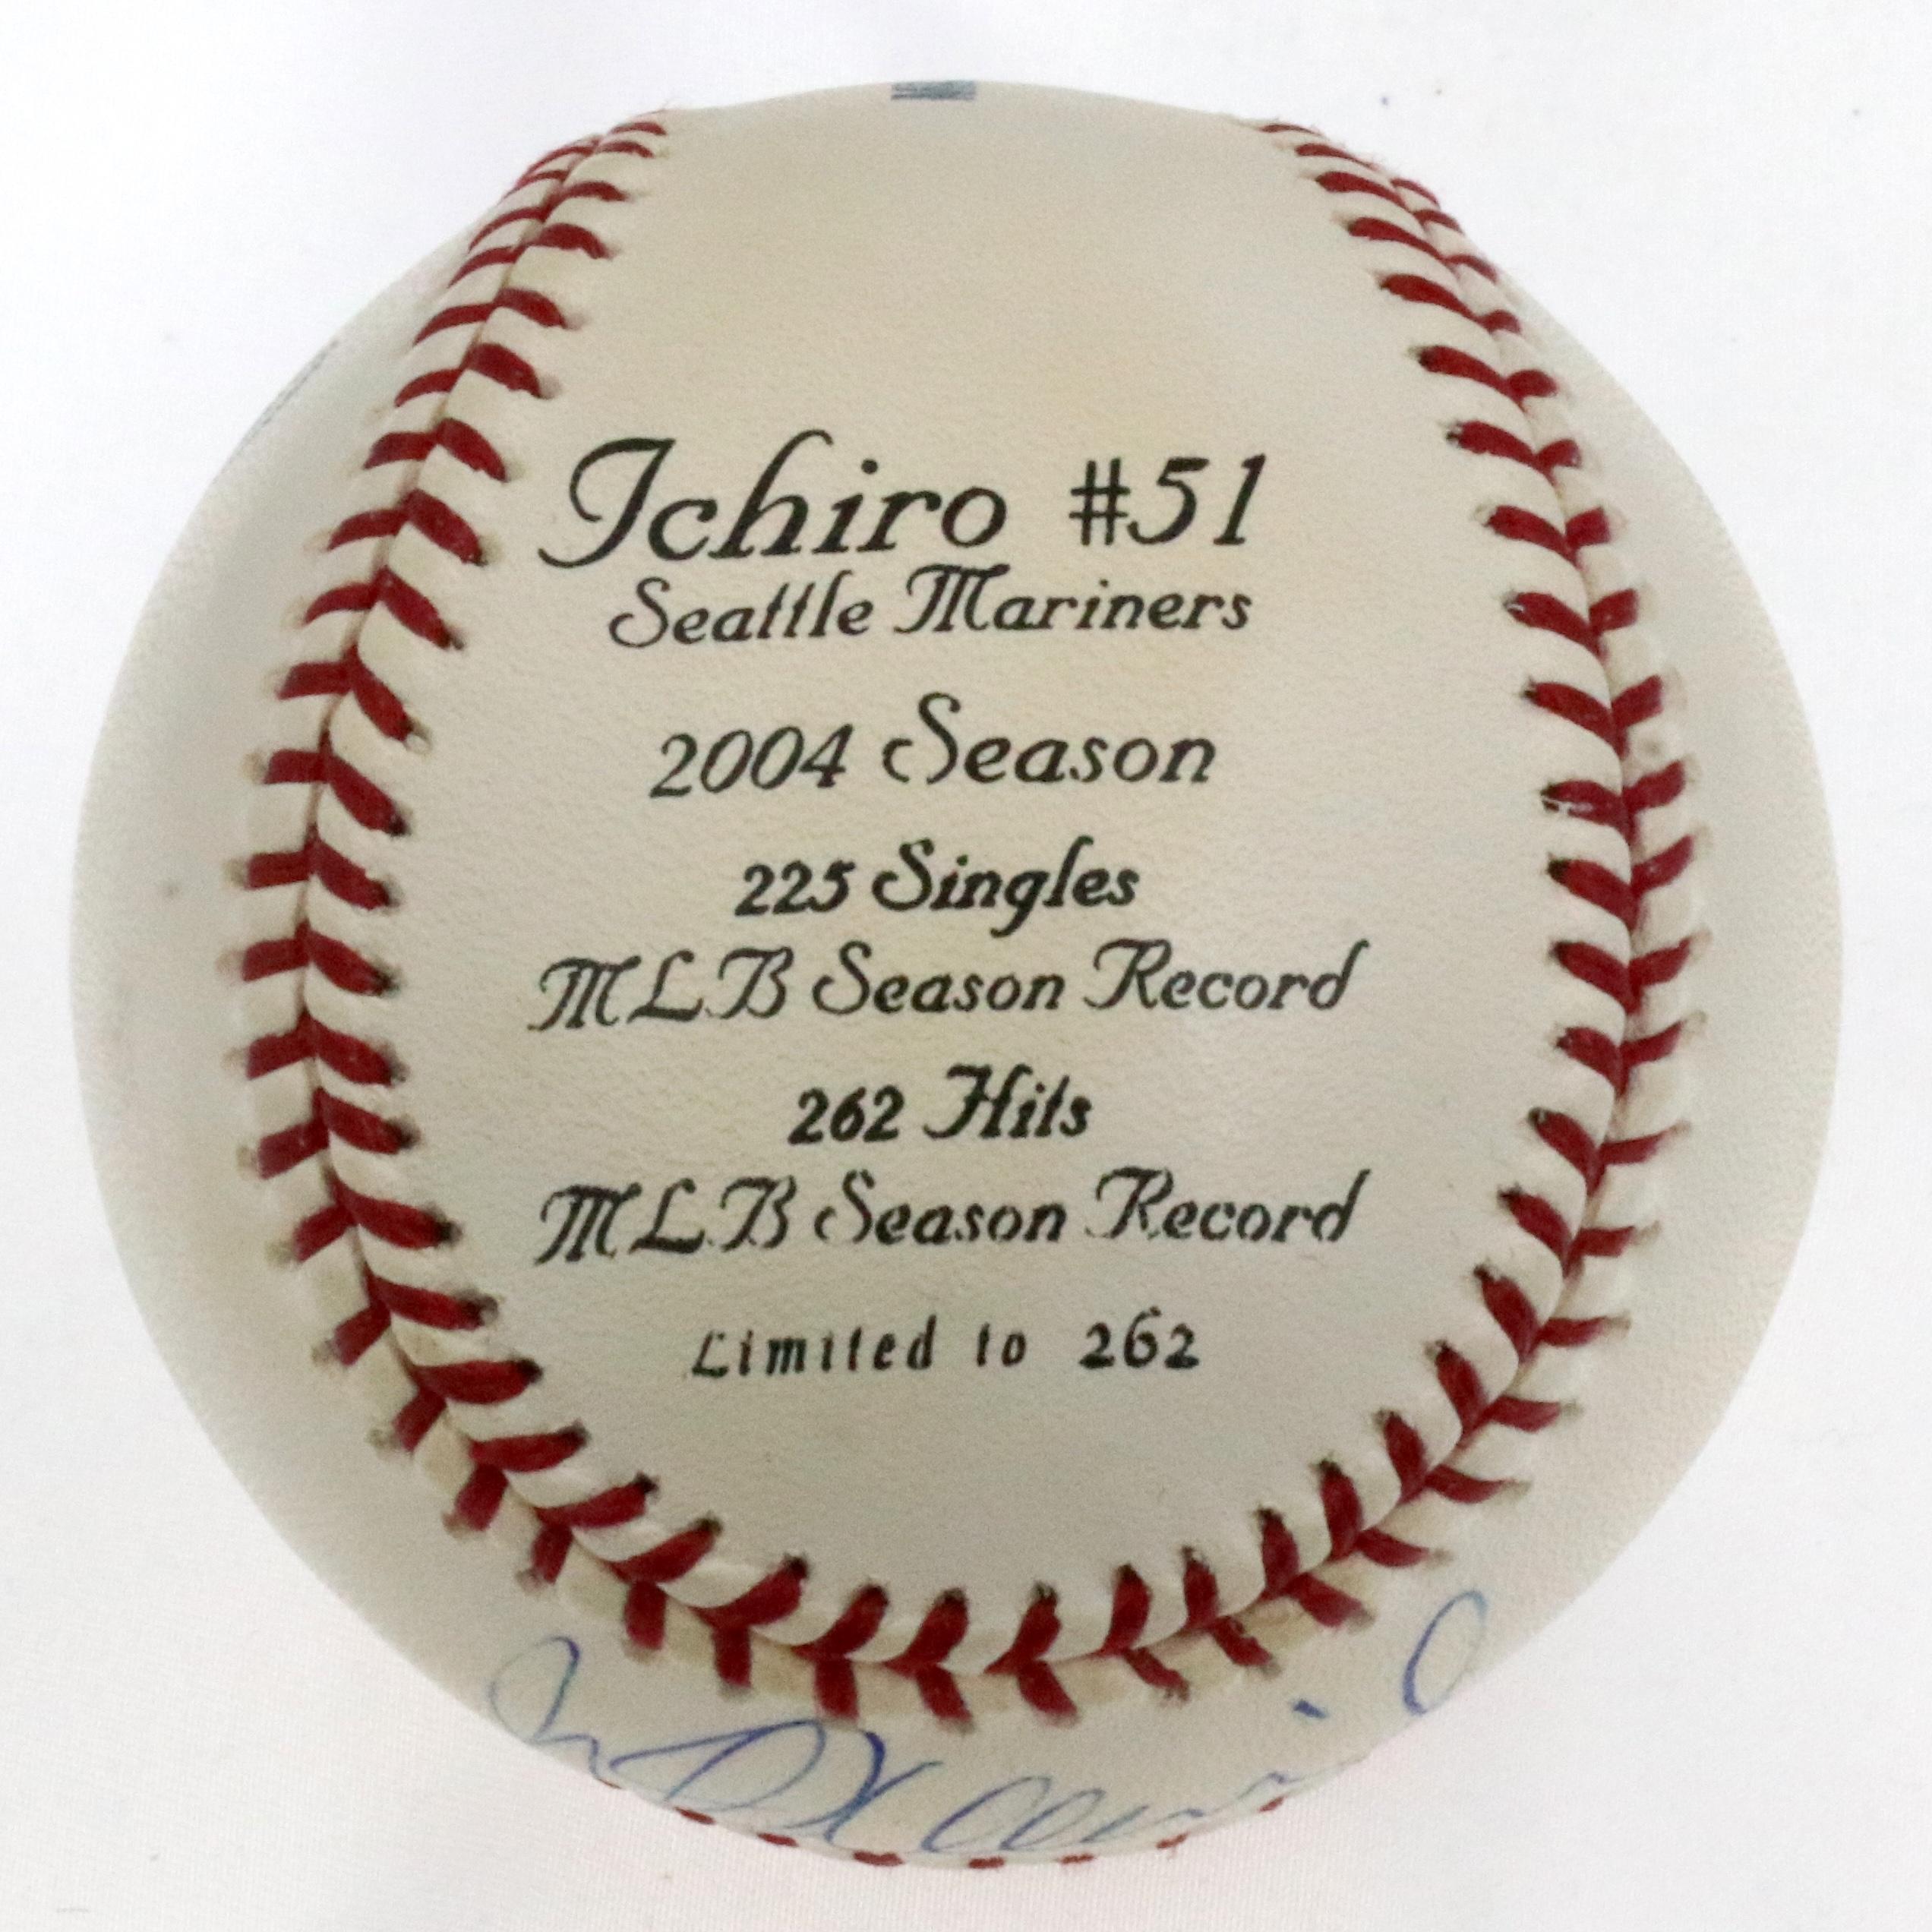 Ichiro #51
Seattle Mariners
2004 Season
225 Singles
MLB Season Record
262 Hits
MLB Season Record
Limited to 262